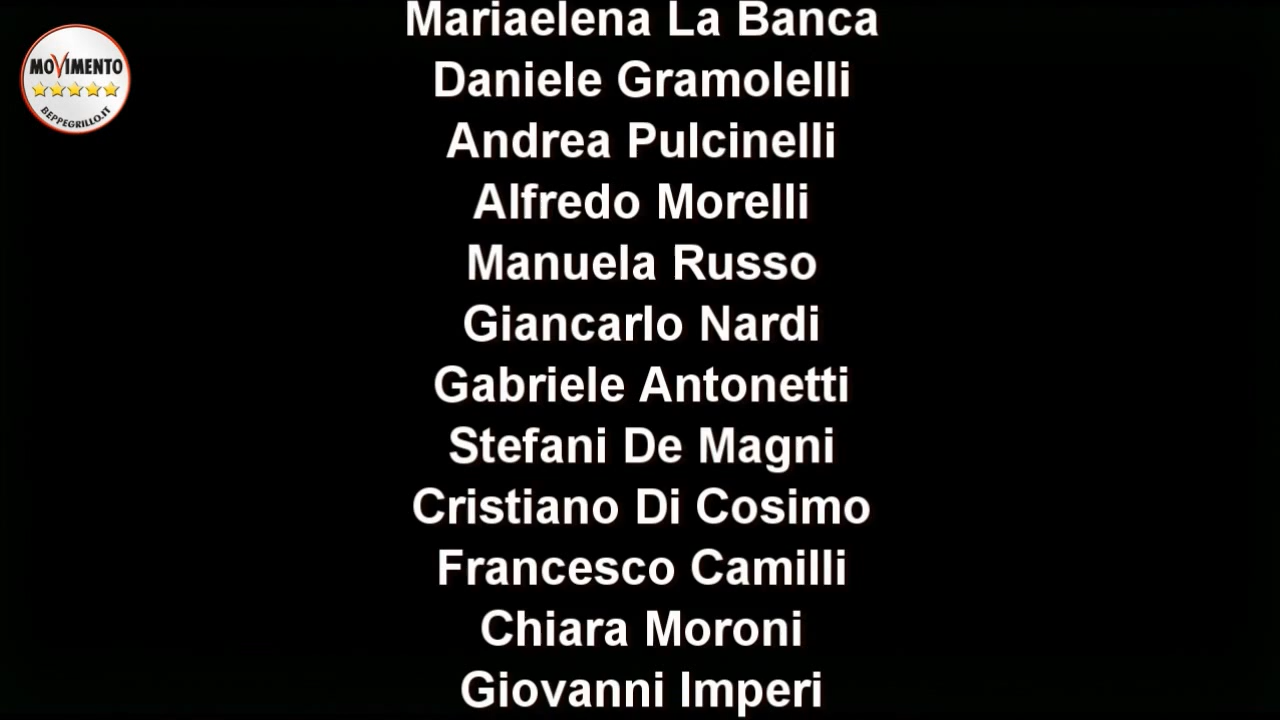 MOVIMENTO
BEPPEGRILLO.IT
Mariaelena La Banca
Daniele Gramolelli
Andrea Pulcinelli
Alfredo Morelli
Manuela Russo
Giancarlo Nardi
Gabriele Antonetti
Stefani De Magni
Cristiano Di Cosimo
Francesco Camilli
Chiara Moroni
Giovanni Imperi